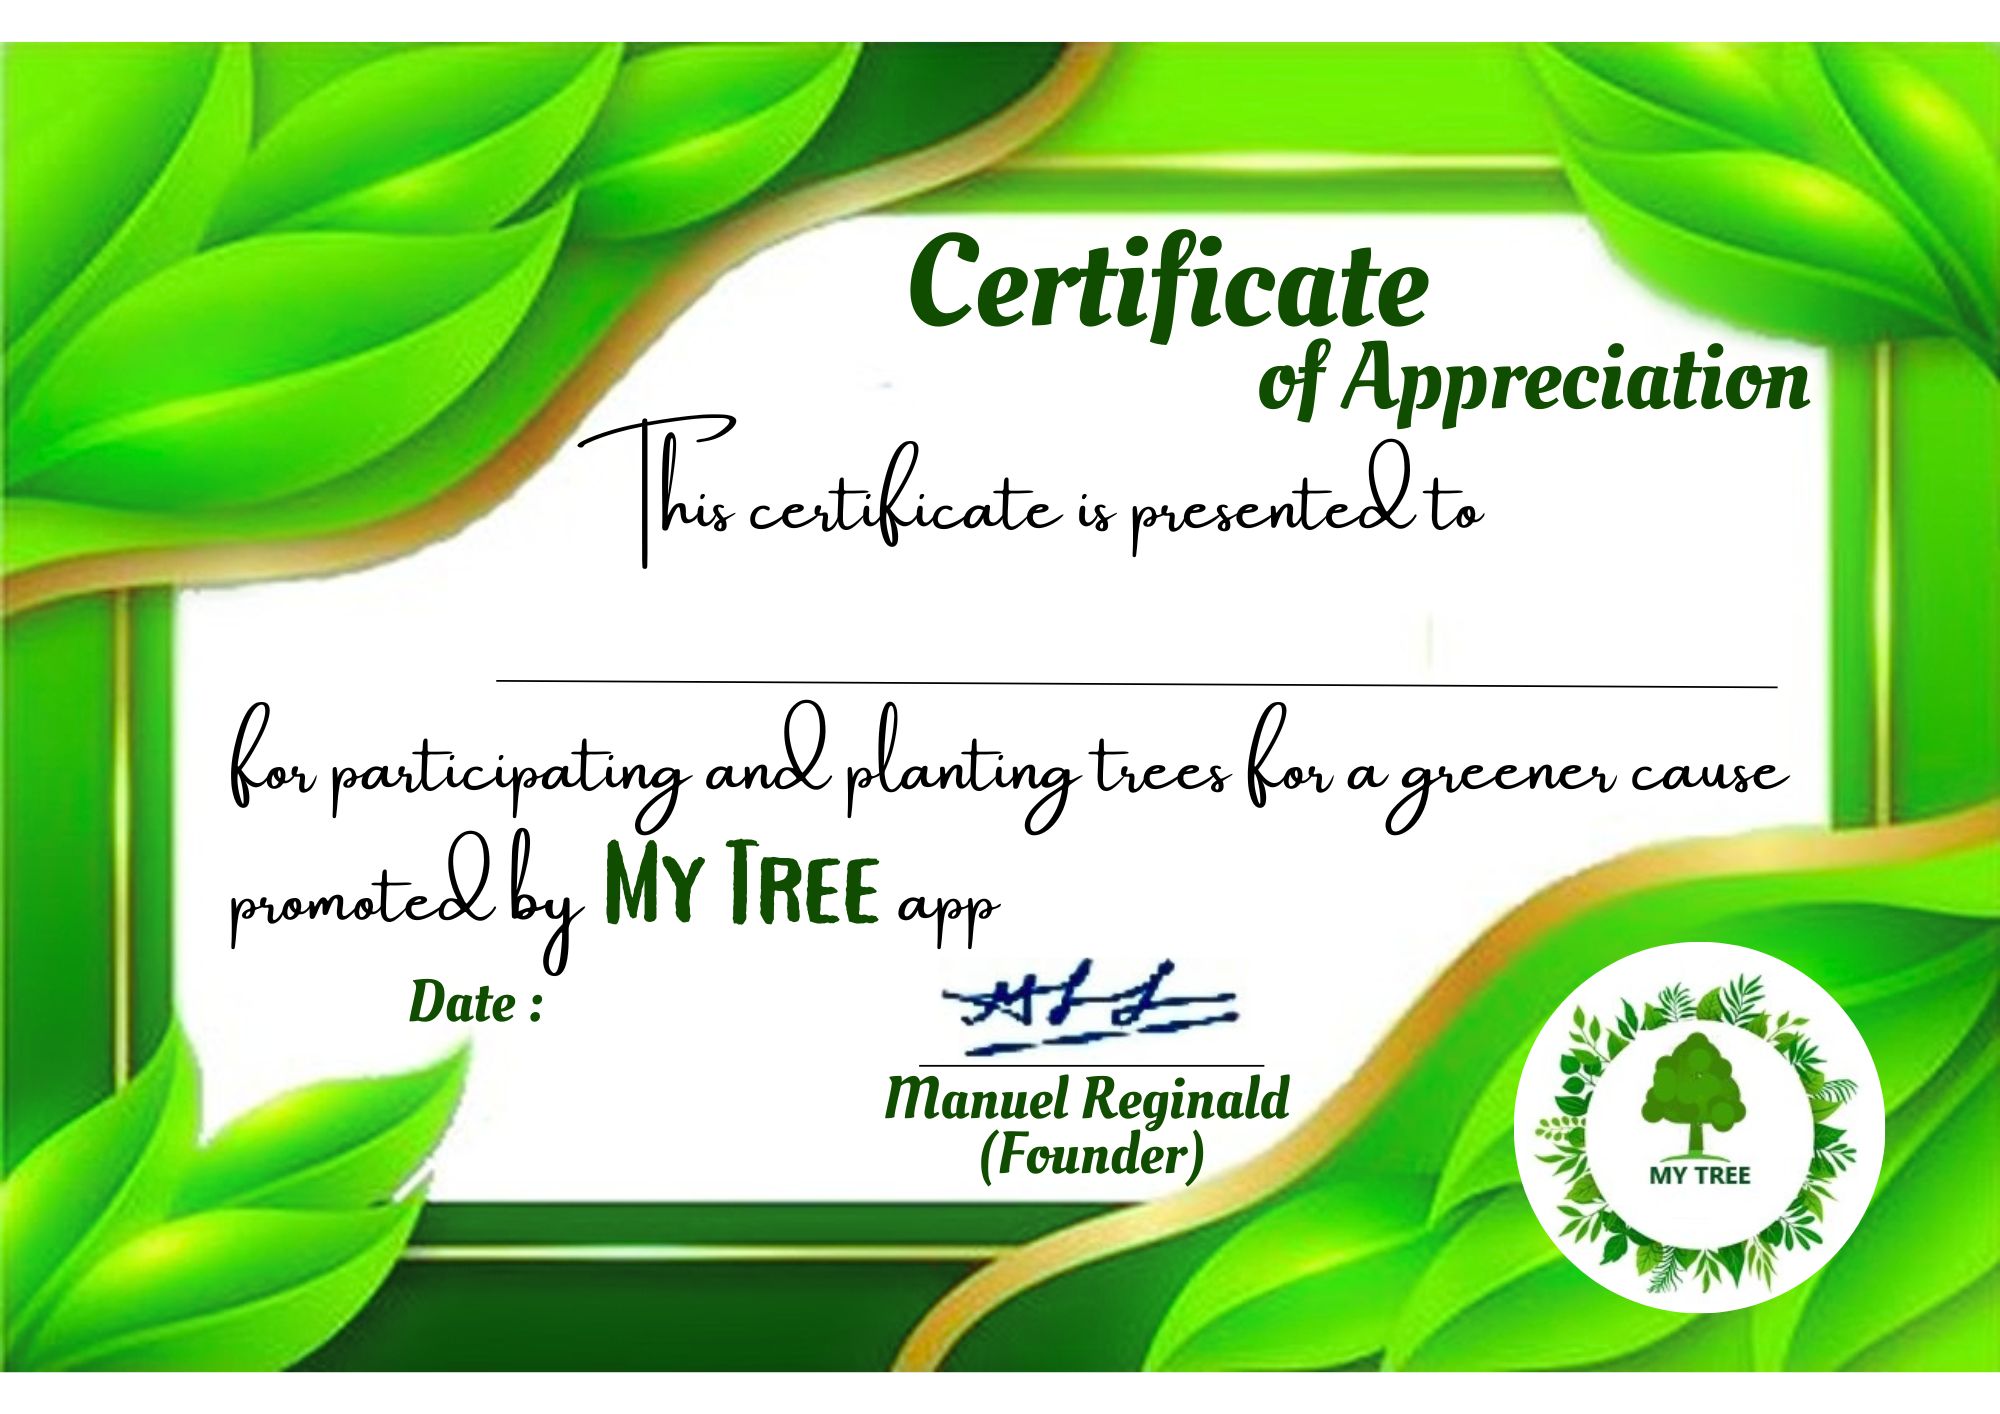 Certificate
of Appreciation
This certificate is presented to
for participating and planting trees for a greener cause
promoted by MY TREE app
Date :
Manuel Reginald
(Founder)
MY TREE